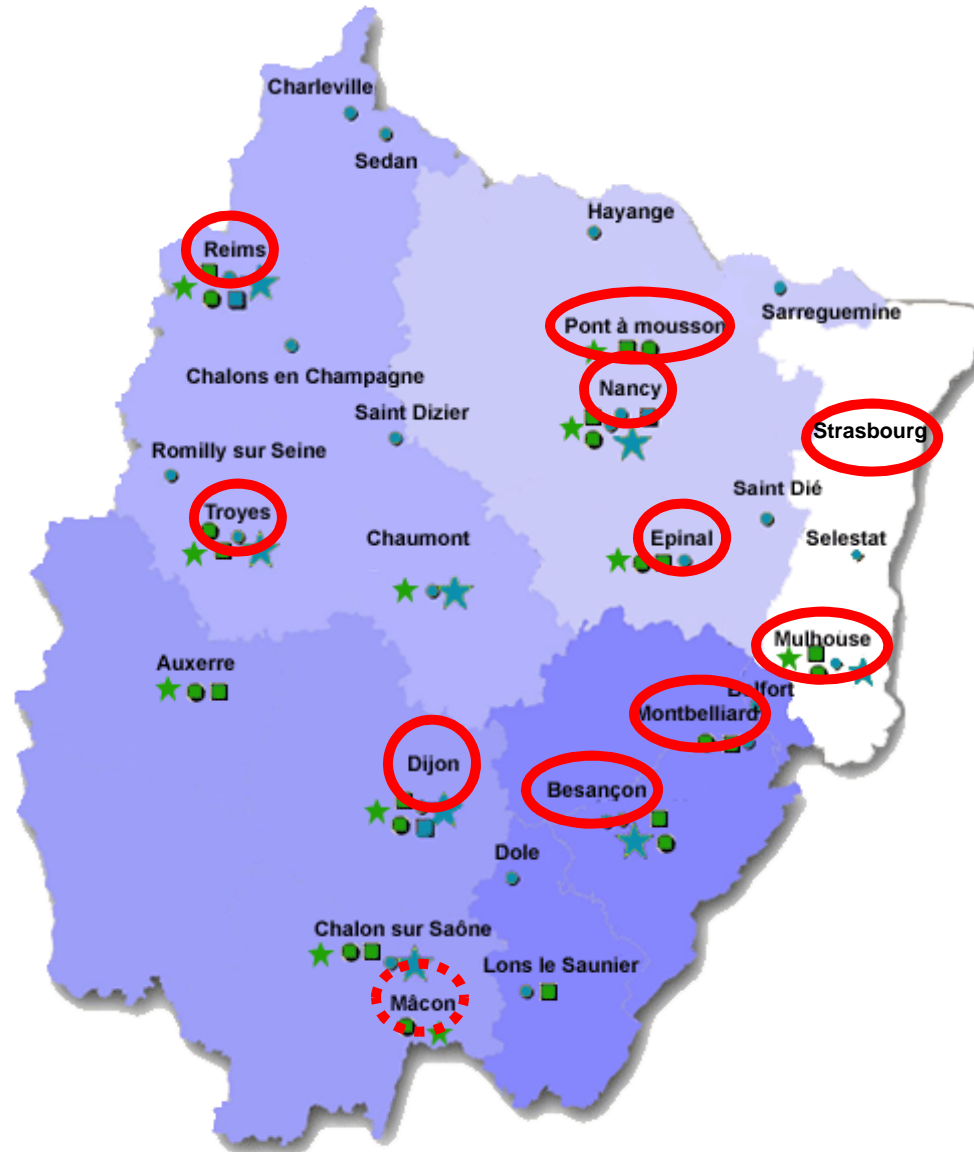 Charleville
Sedan
Hayange
Reims
Sarreguemine
Pont à mousson
Chalons en Champagne
Nancy
Saint Dizier
Strasbourg
Romilly sur Seine
Saint Dié
Troyes
Chaumont
Epinal
Selestat
Mulhouse
Auxerre
Belfort
Montbelliard
Dijon
Besançon
Dole
Chalon sur Saône
Lons le Saunier
Mâcon